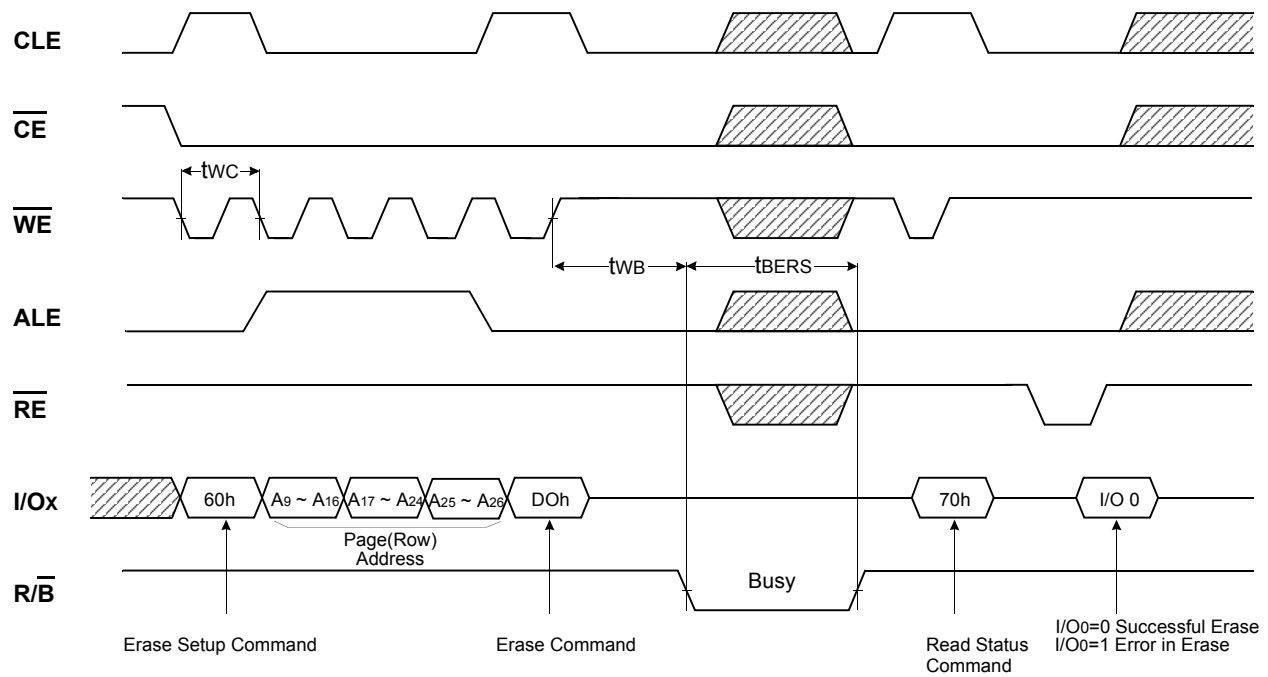 CLE
CE
tWC
WE
tWB
tBERS
ALE
RE
I/Ox
60h
A9 ~ A16
A17 ~ A24
A25 ~ A26
DOh
70h
I/O 0
Page(Row)
Address
R/B
Busy
Erase Setup Command
Erase Command
Read Status
Command
I/O0=0 Successful Erase
I/O0=1 Error in Erase